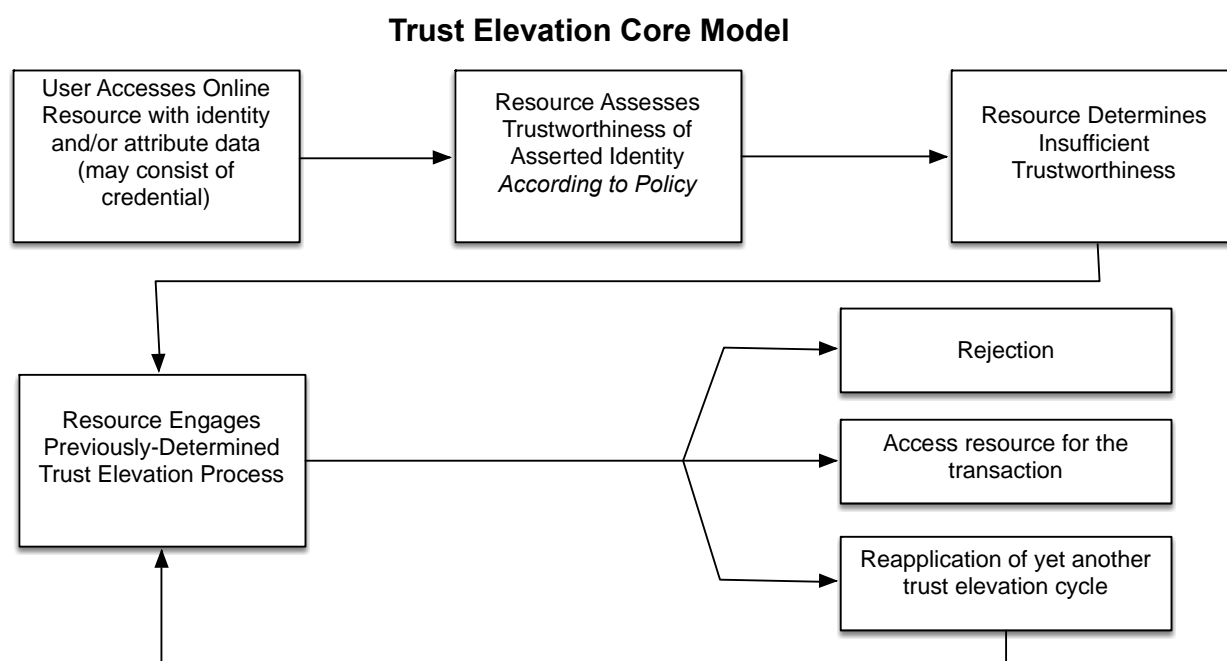 Trust Elevation Core Model
User Accesses Online
Resource with identity
and/or attribute data
(may consist of
credential)
Resource Assesses
Trustworthiness of
Asserted Identity
According to Policy
Resource Determines
Insufficient
Trustworthiness
Resource Engages
Previously-Determined
Trust Elevation Process
Rejection
Access resource for the
transaction
Reapplication of yet another
trust elevation cycle